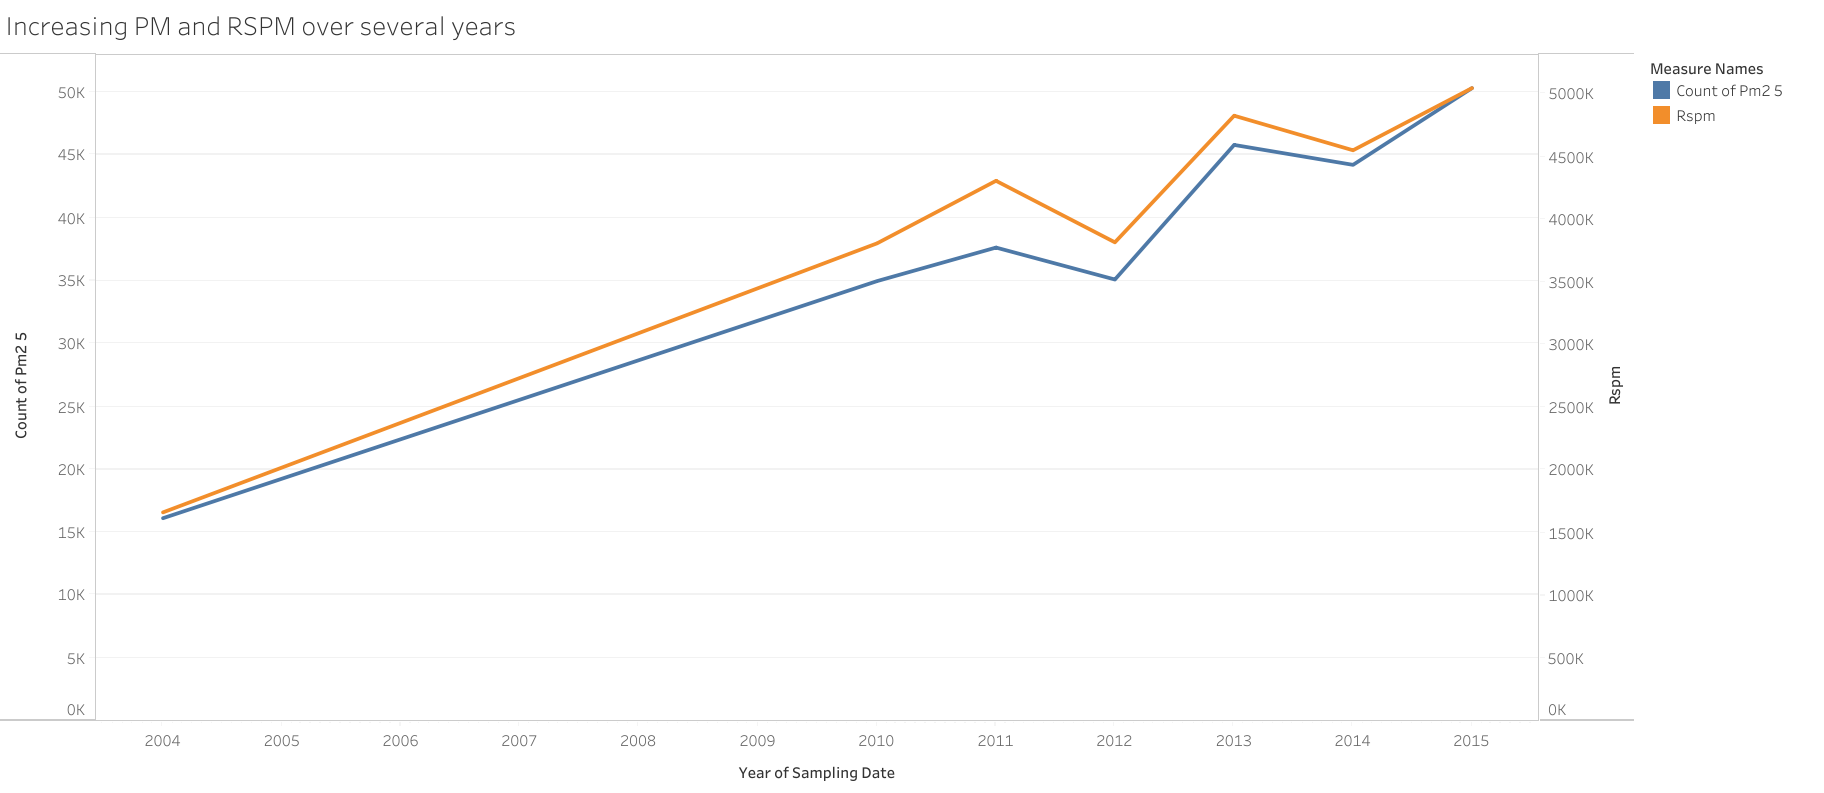 Increasing PM and RSPM over several years
Measure Names
Count of Pm2 5
Rspm
50K
45K
40K
35K
30K
25K
20K
15K
10K
5K
0K
Count of Pm2 5
5000K
4500K
4000K
3500K
3000K
2500K
2000K
1500K
1000K
500K
0K
Rspm
2004 2005 2006 2007 2008 2009 2010 2011 2012 2013 2014 2015
Year of Sampling Date